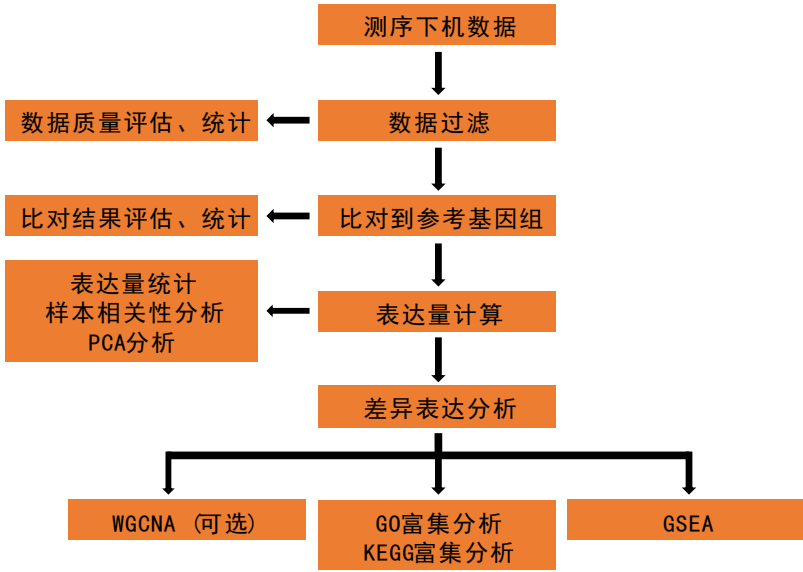 测序下机数据
数据质量评估、统计
数据过滤
比对结果评估、统计
比对到参考基因组
表达量统计
样本相关性分析
PCA分析
表达量计算
差异表达分析
WGCNA (可选)
GO富集分析
KEGG富集分析
GSEA